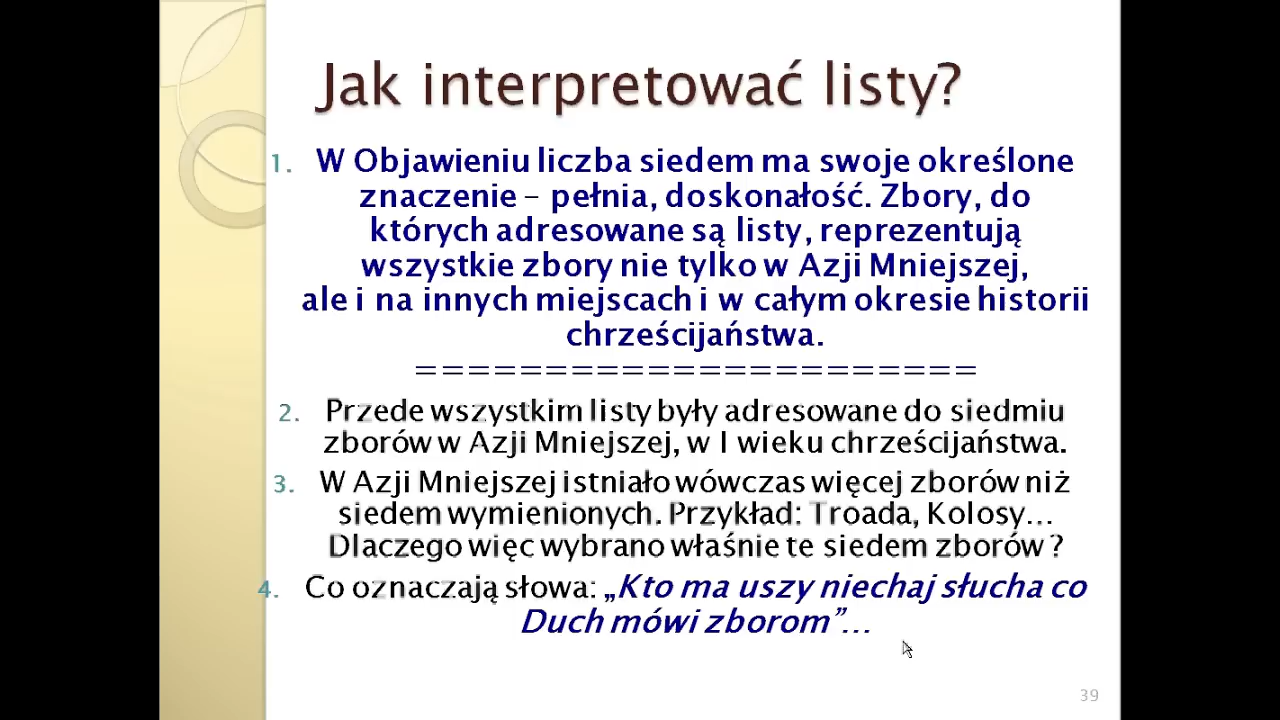 Jak interpretować listy?
1. W Objawieniu liczba siedem ma swoje określone
znaczenie – pełnia, doskonałość. Zbory, do
których adresowane są listy, reprezentują
wszystkie zbory nie tylko w Azji Mniejszej,
ale i na innych miejscach i w całym okresie historii
chrześcijaństwa.
======================
2. Przede wszystkim listy były adresowane do siedmiu
zborów w Azji Mniejszej, w I wieku chrześcijaństwa.
3. W Azji Mniejszej istniało wówczas więcej zborów niż
siedem wymienionych. Przykład: Troada, Kolosy...
Dlaczego więc wybrano właśnie te siedem zborów ?
4. Co oznaczają słowa: „Kto ma uszy niechaj słucha co
Duch mówi zborom”...
39